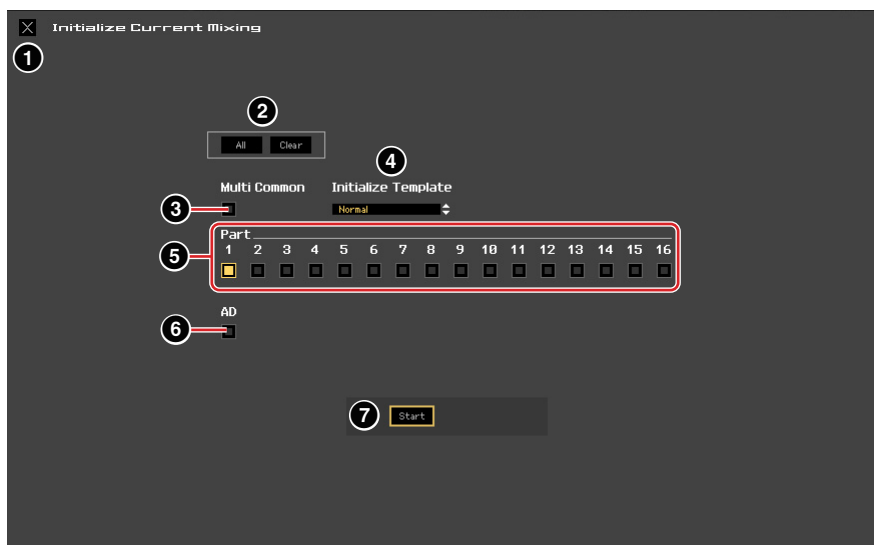 Initialize Current Mixing
1
2
All Clear
4
Multi Common Initialize Template
3
Normal
Part
5
1 2 3 4 5 6 7 8 9 10 11 12 13 14 15 16
AD
6
7 Start